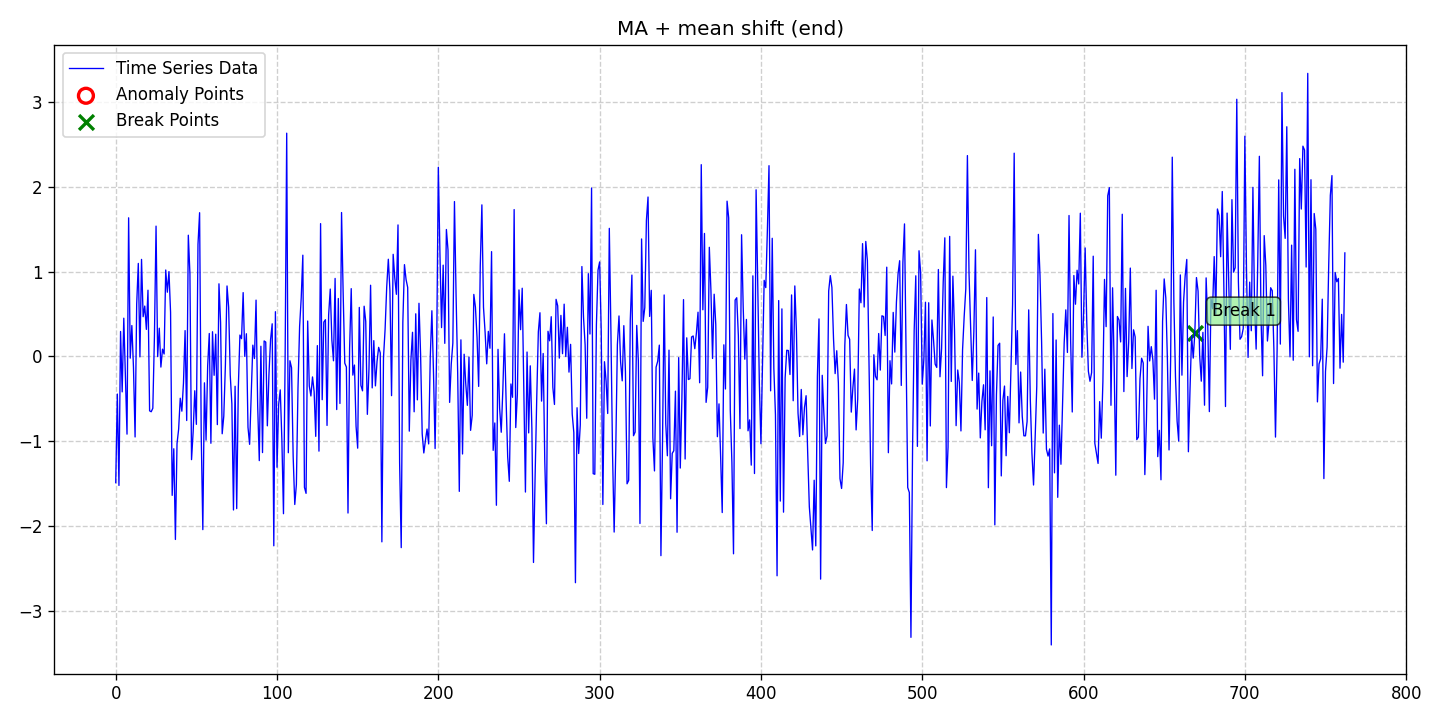 MA + mean shift (end)
Time Series Data
Anomaly Points
Break Points
Break 1
3
2
1
0
−1
−2
−3
0 100 200 300 400 500 600 700 800